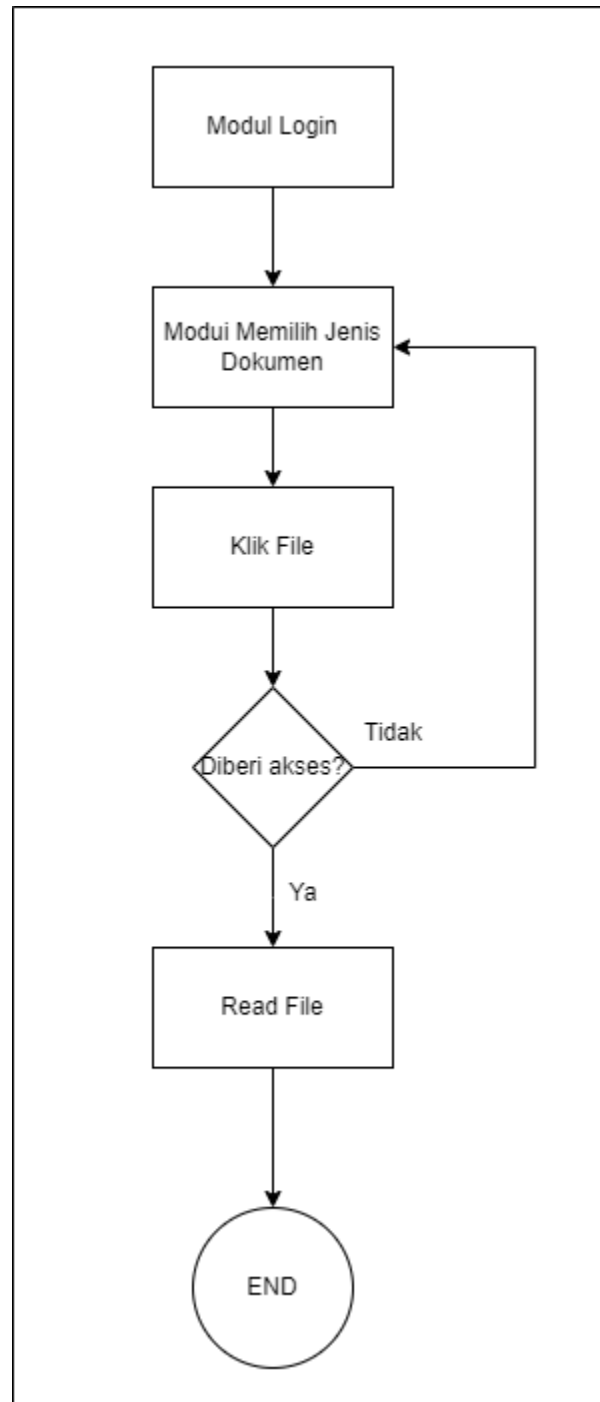 Modul Login
Modui Memilih Jenis
Dokumen
Klik File
Diberi akses?
Tidak
Ya
Read File
END